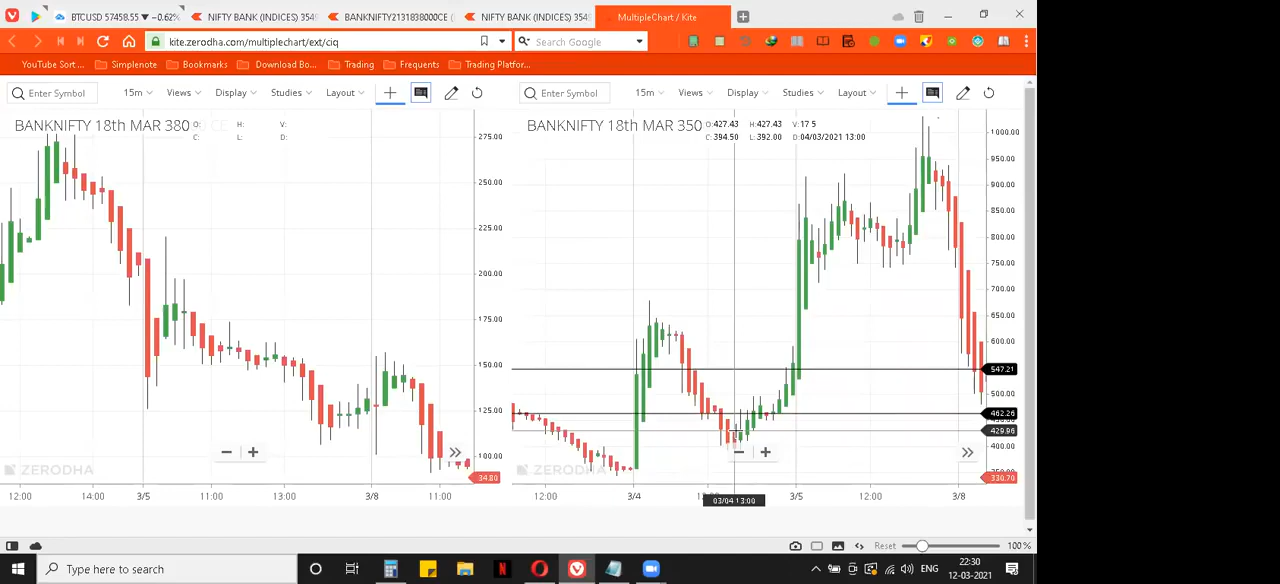 BTCUSD 57458.55 ▼ −0.62%
NIFTY BANK (INDICES) 354
BANKNIFTY2131838000CE (
NIFTY BANK (INDICES) 354
MultipleChart / Kite
kite.zerodha.com/multiplechart/ext/ciq
Search Google
YouTube Sort ...
Simplenote
Bookmarks
Download Bo...
Trading
Frequents
Trading Platfor...
Enter Symbol
15m
Views
Display
Studies
Layout
Enter Symbol
15m
Views
Display
Studies
Layout
BANKNIFTY 18th MAR 380
O: H: V:
C: L: D:
275.00
250.00
225.00
200.00
175.00
150.00
125.00
100.00
34.80
ZERODHA
12:00 14:00 3/5 11:00 13:00 3/8 11:00
BANKNIFTY 18th MAR 350
O:427.43 H:427.43 V:17 5
C:394.50 L:392.00 D:04/03/2021 13:00
1000.00
950.00
900.00
850.00
800.00
750.00
700.00
650.00
600.00
547.21
500.00
462.26
429.96
400.00
330.70
ZERODHA
12:00 3/4 3/5 12:00 3/8
03/04 13:00
Reset
100 %
Type here to search
ENG
22:30
12-03-2021